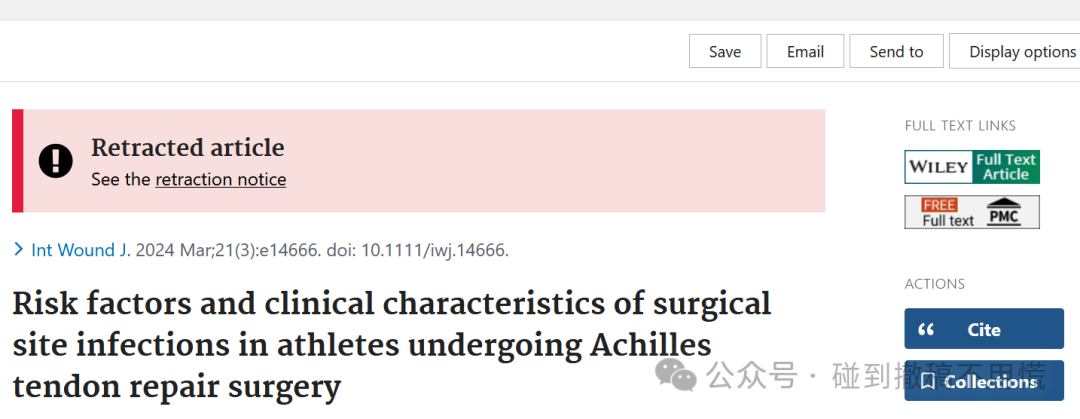 Save
Email
Send to
Display options
Retracted article
See the retraction notice
FULL TEXT LINKS
WILEY Full Text Article
FREE Full text PMC
Int Wound J. 2024 Mar;21(3):e14666. doi: 10.1111/iwj.14666.
Risk factors and clinical characteristics of surgical
site infections in athletes undergoing Achilles
tendon repair surgery
ACTIONS
Cite
Collections
公众号 · 碰到撤稿不用慌